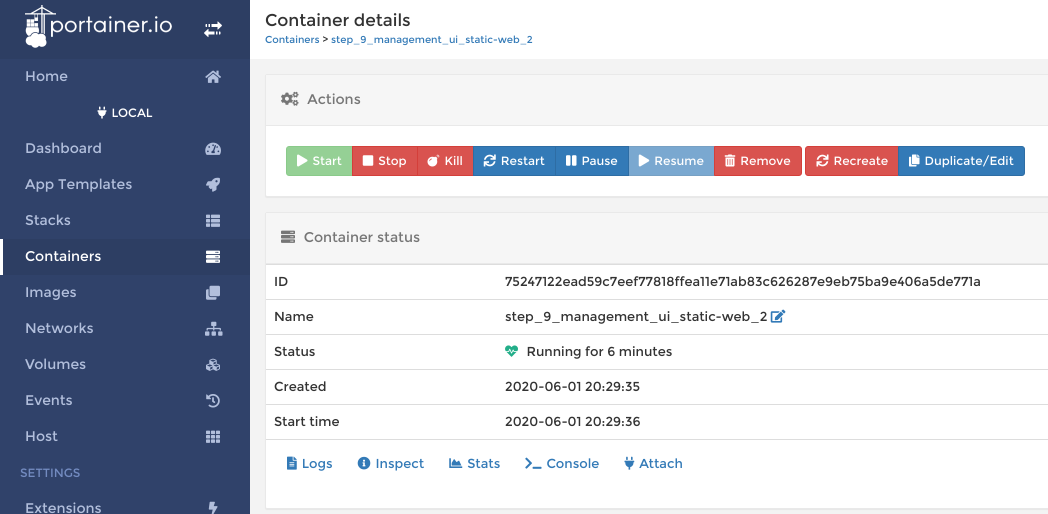 portainer.io
Home
LOCAL
Dashboard
App Templates
Stacks
Containers
Images
Networks
Volumes
Events
Host
SETTINGS
Extensions
Container details
Containers > step_9_management_ui_static-web_2
Actions
Start Stop Kill Restart Pause Resume Remove Recreate Duplicate/Edit
Container status
ID 75247122ead59c7eef77818ffea11e71ab83c626287e9eb75ba9e406a5de771a
Name step_9_management_ui_static-web_2
Status Running for 6 minutes
Created 2020-06-01 20:29:35
Start time 2020-06-01 20:29:36
Logs Inspect Stats Console Attach